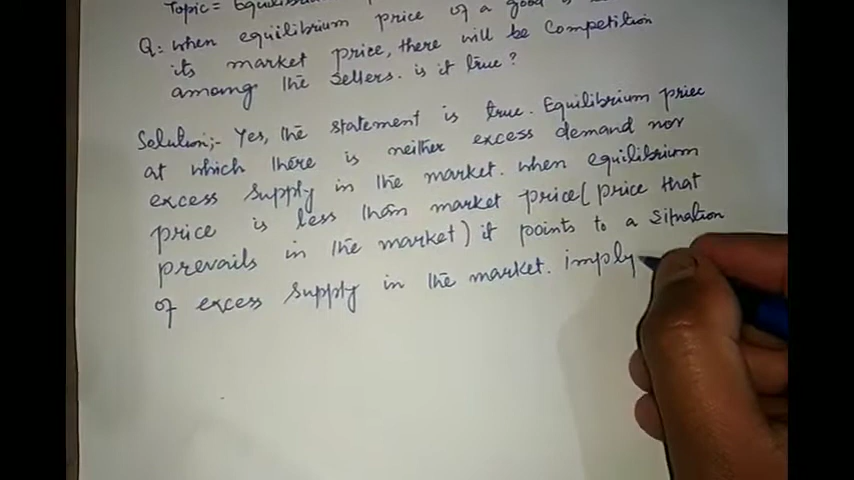 Topic =
Q: when equilibrium price of a good is
its market price, there will be competition
among the sellers. is it true?
Solution;- Yes, the statement is true. Equilibrium price
at which there is neither excess demand nor
excess supply in the market. when equilibrium
price is less than market price (price that
prevails in the market) it points to a situation
of excess supply in the market. imply